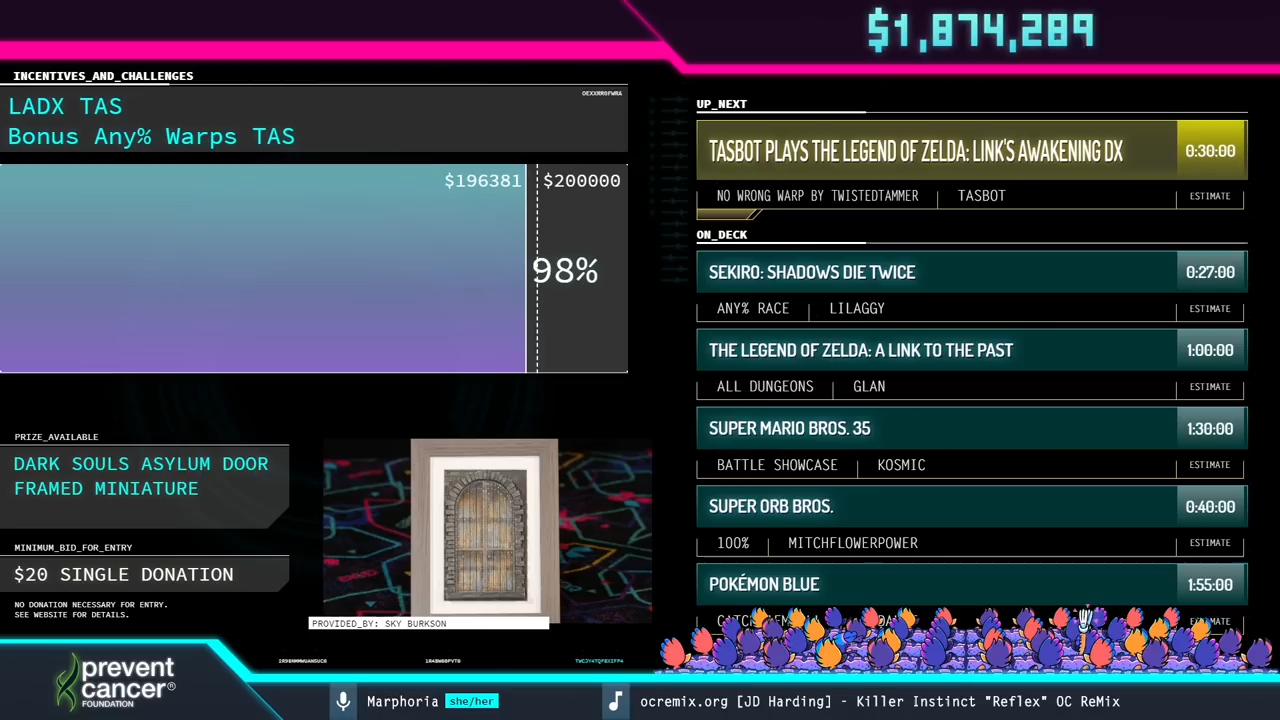 $1,874,289
INCENTIVES_AND_CHALLENGES
LADX TAS
Bonus Any% Warps TAS
$196381
$200000
98%
PRIZE_AVAILABLE
DARK SOULS ASYLUM DOOR
FRAMED MINIATURE
MINIMUM_BID_FOR_ENTRY
$20 SINGLE DONATION
NO DONATION NECESSARY FOR ENTRY.
SEE WEBSITE FOR DETAILS.
PROVIDED_BY: SKY BURKSON
UP_NEXT
TASBOT PLAYS THE LEGEND OF ZELDA: LINK'S AWAKENING DX
0:30:00
NO WRONG WARP BY TWISTEDTAMMER
TASBOT
ESTIMATE
ON_DECK
SEKIRO: SHADOWS DIE TWICE
0:27:00
ANY% RACE
LILAGGY
ESTIMATE
THE LEGEND OF ZELDA: A LINK TO THE PAST
1:00:00
ALL DUNGEONS
GLAN
ESTIMATE
SUPER MARIO BROS. 35
1:30:00
BATTLE SHOWCASE
KOSMIC
ESTIMATE
SUPER ORB BROS.
0:40:00
100%
MITCHFLOWERPOWER
ESTIMATE
POKÉMON BLUE
1:55:00
prevent
cancer®
FOUNDATION
Marphoria she/her
ocremix.org [JD Harding] - Killer Instinct "Reflex" OC ReMix